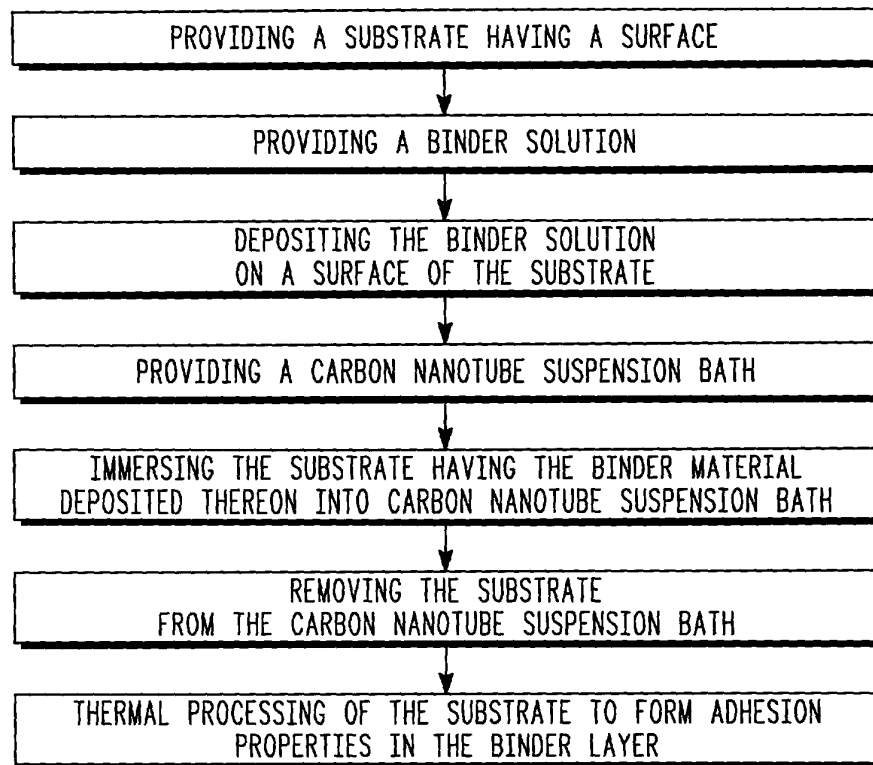 PROVIDING A SUBSTRATE HAVING A SURFACE
PROVIDING A BINDER SOLUTION
DEPOSITING THE BINDER SOLUTION
ON A SURFACE OF THE SUBSTRATE
PROVIDING A CARBON NANOTUBE SUSPENSION BATH
IMMERSING THE SUBSTRATE HAVING THE BINDER MATERIAL
DEPOSITED THEREON INTO CARBON NANOTUBE SUSPENSION BATH
REMOVING THE SUBSTRATE
FROM THE CARBON NANOTUBE SUSPENSION BATH
THERMAL PROCESSING OF THE SUBSTRATE TO FORM ADHESION
PROPERTIES IN THE BINDER LAYER